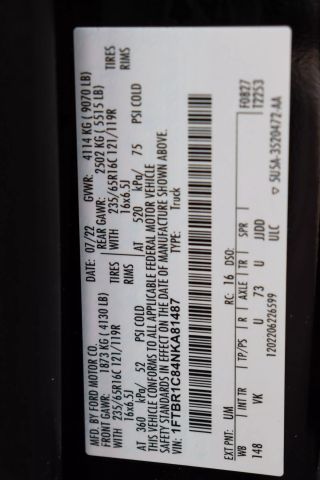 MFD. BY FORD MOTOR CO.
DATE: 07/22 GVWR: 4114 KG ( 9070 LB)
FRONT GAWR: 1873 KG ( 4130 LB) REAR GAWR: 2502 KG ( 5515 LB)
WITH 235/65R16C 121/119R TIRES WITH 235/65R16C 121/119R TIRES
16x6.5J RIMS 16x6.5J RIMS
AT 360 kPa/ 52 PSI COLD AT 520 kPa/ 75 PSI COLD
THIS VEHICLE CONFORMS TO ALL APPLICABLE FEDERAL MOTOR VEHICLE
SAFETY STANDARDS IN EFFECT ON THE DATE OF MANUFACTURE SHOWN ABOVE.
VIN: 1FTBR1C84NKA81487 TYPE: Truck
EXT PNT: UM RC: 16 DSO: F0827
T2253
WB TP/PS I R AXLE TR SPR
148 VK U 73 U JJDD
ULC
1202206226599 5USA-3520472-AA